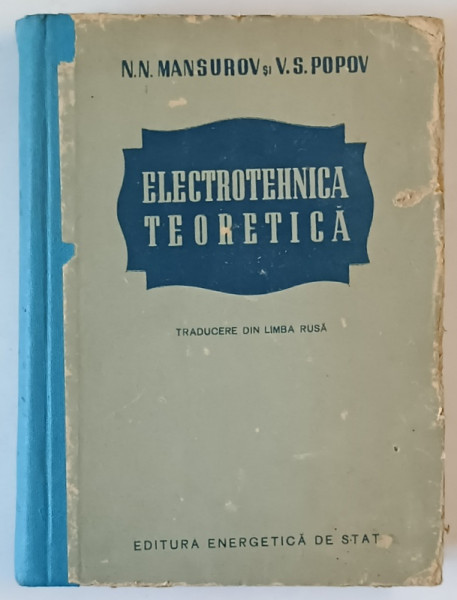 N.N. MANSUROV ȘI V.S. POPOV
ELECTROTEHNICA
TEORETICĂ
TRADUCERE DIN LIMBA RUSĂ
EDITURA ENERGETICĂ DE STAT